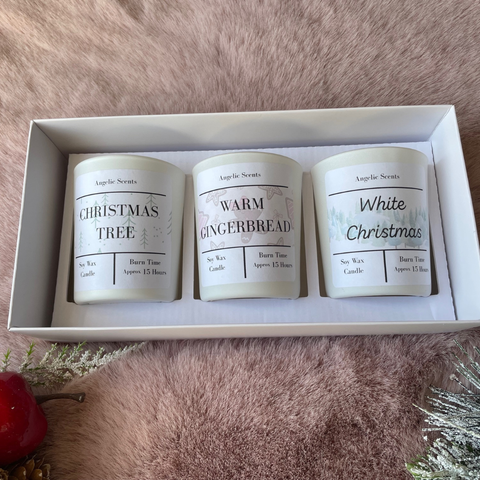 Angelic Scents
CHRISTMAS
TREE
Soy Wax
Candle
Burn Time
Approx 15 Hours
Angelic Scents
WARM
GINGERBREAD
Soy Wax
Candle
Burn Time
Approx 15 Hours
Angelic Scents
White
Christmas
Soy Wax
Candle
Burn Time
Approx 15 Hours